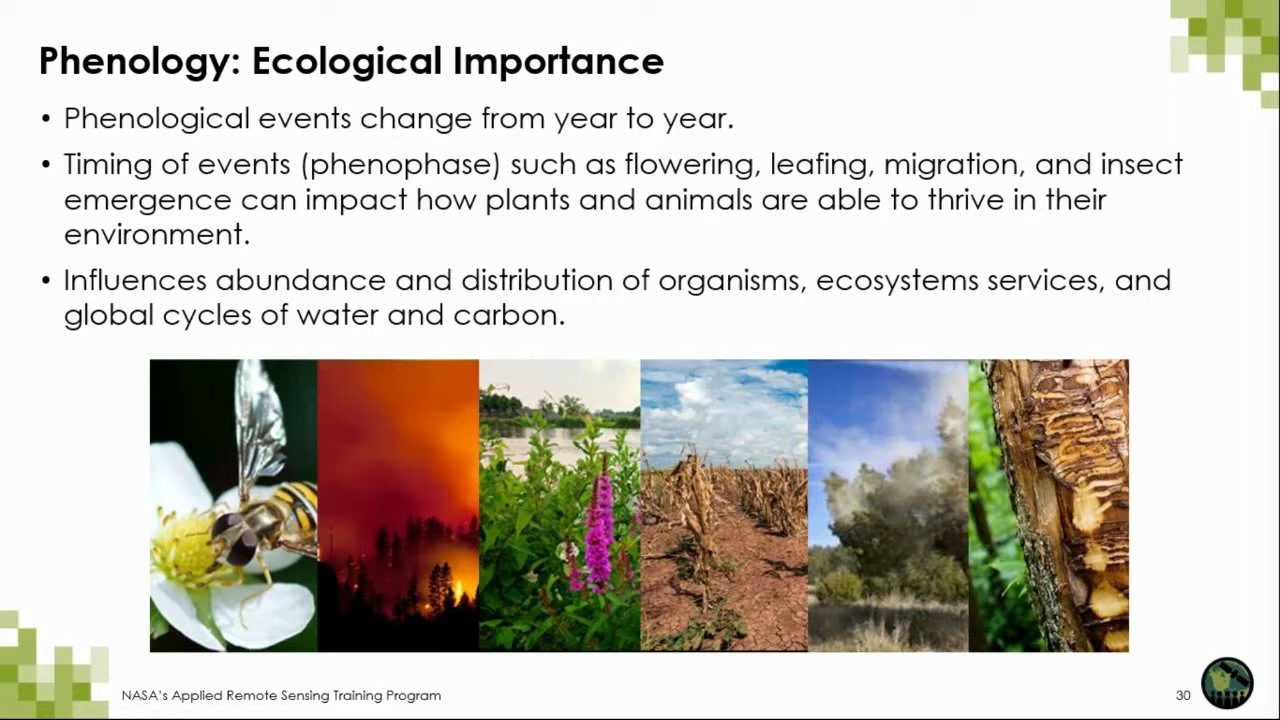 Phenology: Ecological Importance
• Phenological events change from year to year.
• Timing of events (phenophase) such as flowering, leafing, migration, and insect
emergence can impact how plants and animals are able to thrive in their
environment.
• Influences abundance and distribution of organisms, ecosystems services, and
global cycles of water and carbon.
NASA's Applied Remote Sensing Training Program
30